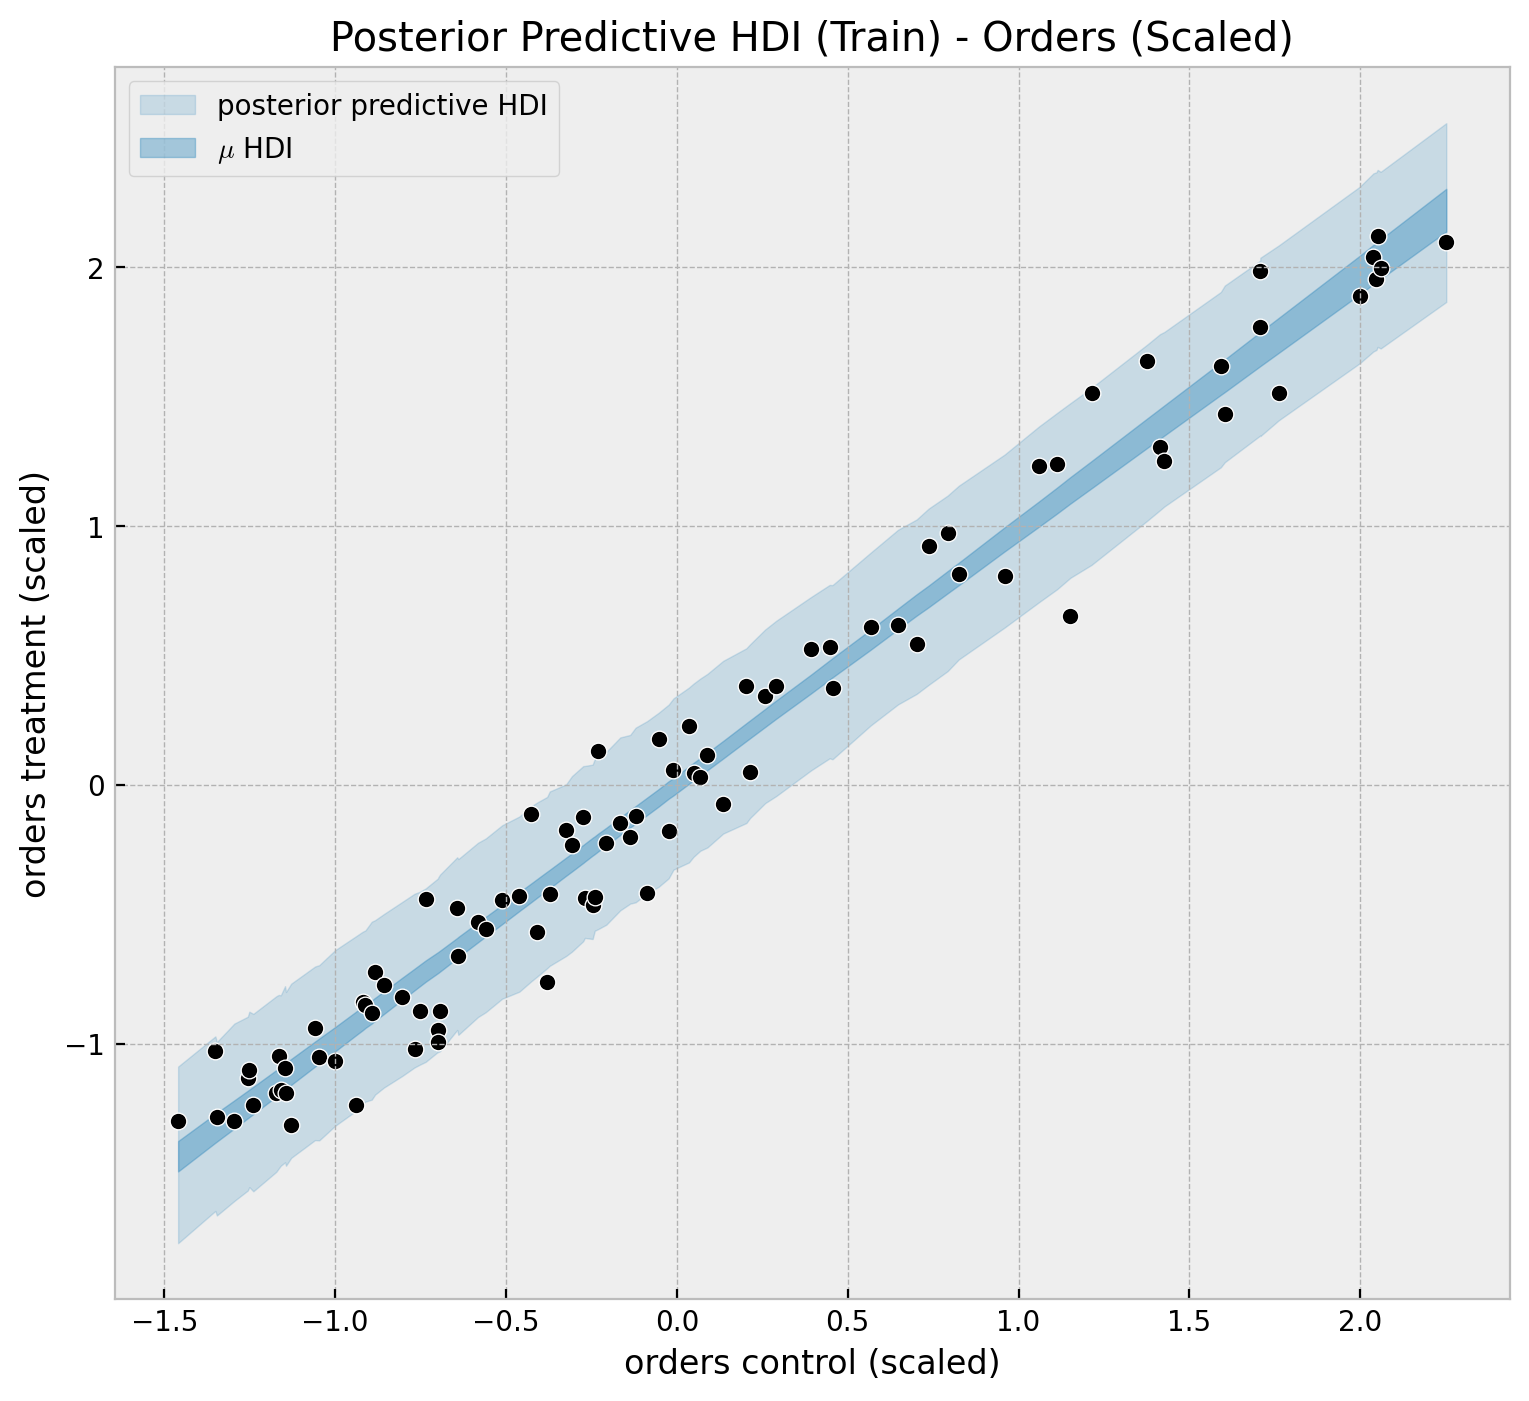 Posterior Predictive HDI (Train) - Orders (Scaled)
posterior predictive HDI
μ HDI
orders treatment (scaled)
2
1
0
−1
−1.5 −1.0 −0.5 0.0 0.5 1.0 1.5 2.0
orders control (scaled)